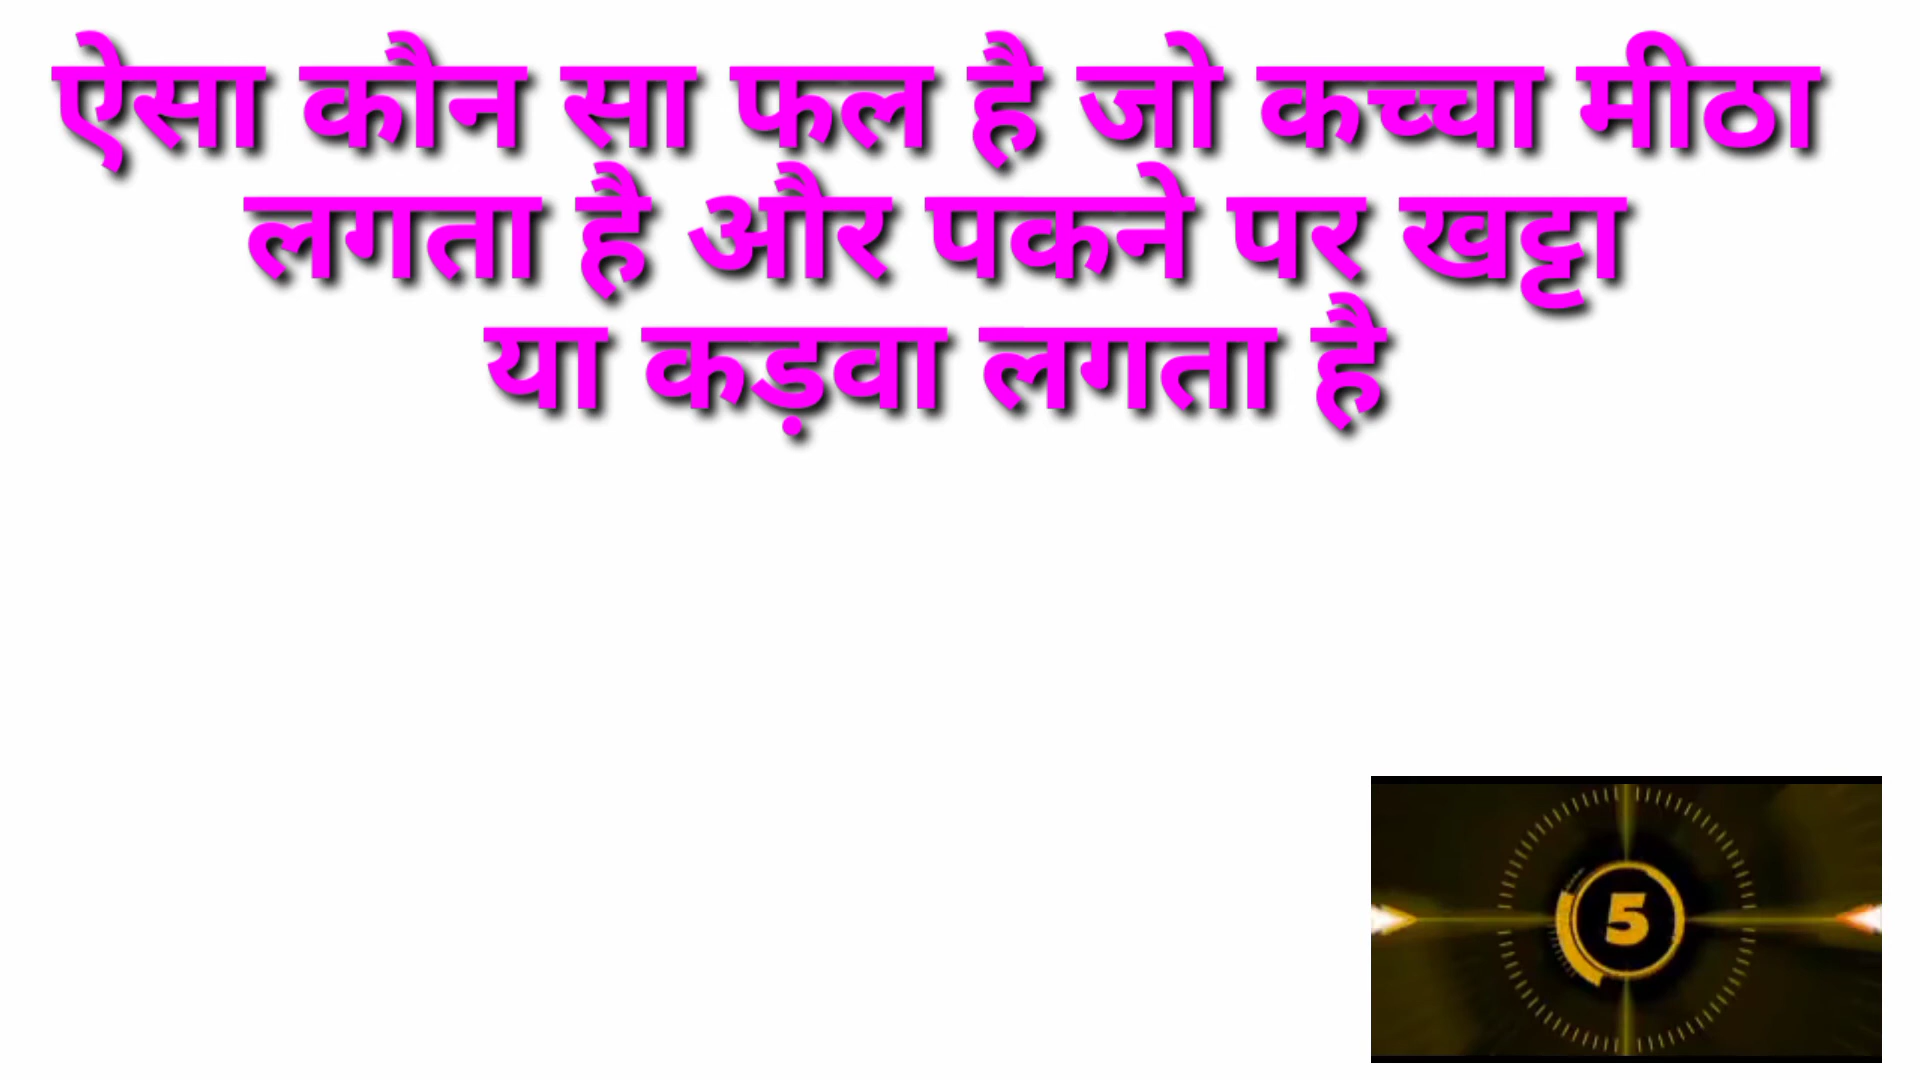 ऐसा कौन सा फल है जो कच्चा मीठा
लगता है और पकने पर खट्टा
या कड़वा लगता है
5